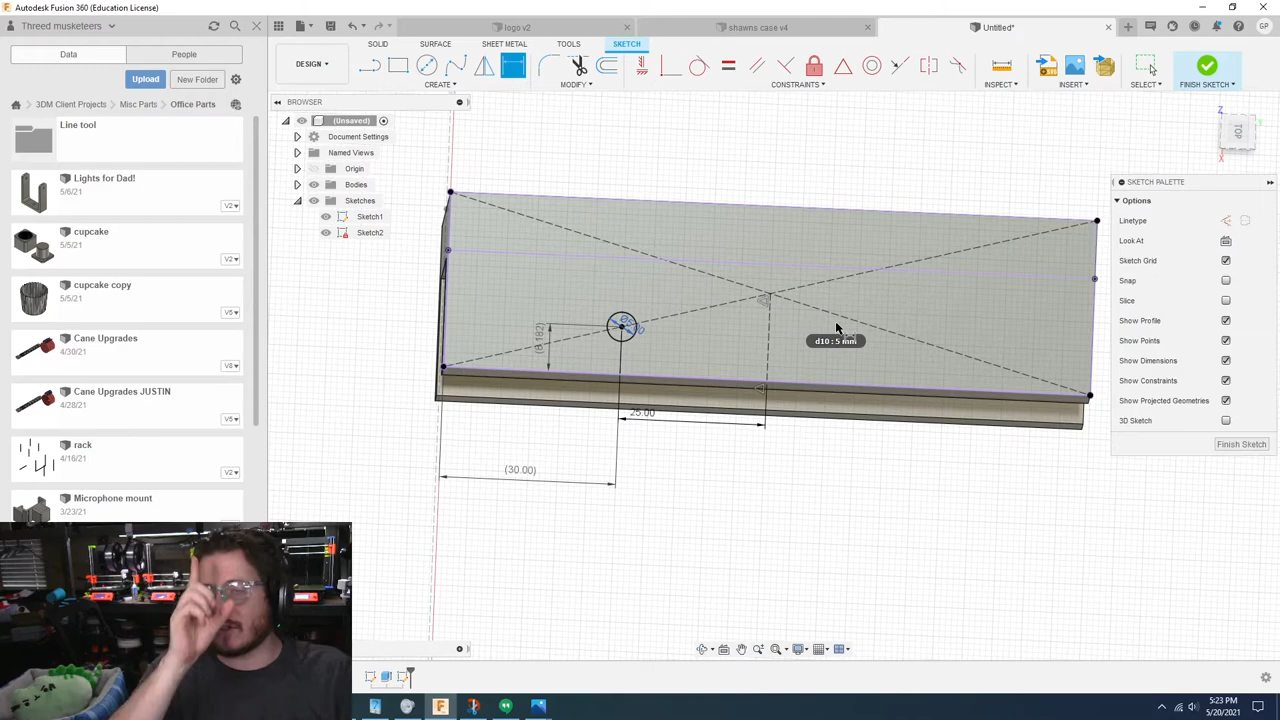 Autodesk Fusion 360 (Education License)
Threed musketeers
logo v2
shawns case v4
Untitled*
GP
Data
People
Upload
New Folder
3DM Client Projects
Misc Parts
Office Parts
Line tool
Lights for Dad!
5/6/21
V2
cupcake
5/5/21
V2
cupcake copy
5/5/21
V5
Cane Upgrades
4/30/21
V6
Cane Upgrades JUSTIN
4/28/21
V5
rack
4/16/21
V2
Microphone mount
3/23/21
V2
DESIGN
SOLID
SURFACE
SHEET METAL
TOOLS
SKETCH
CREATE
MODIFY
CONSTRAINTS
INSPECT
INSERT
SELECT
FINISH SKETCH
BROWSER
(Unsaved)
Document Settings
Named Views
Origin
Bodies
Sketches
Sketch1
Sketch2
(8.182)
25.00
(30.00)
d10 : 5 mm
Z
TOP
Y
X
SKETCH PALETTE
Options
Linetype
Look At
Sketch Grid
Snap
Slice
Show Profile
Show Points
Show Dimensions
Show Constraints
Show Projected Geometries
3D Sketch
Finish Sketch
5:23 PM
5/20/2021